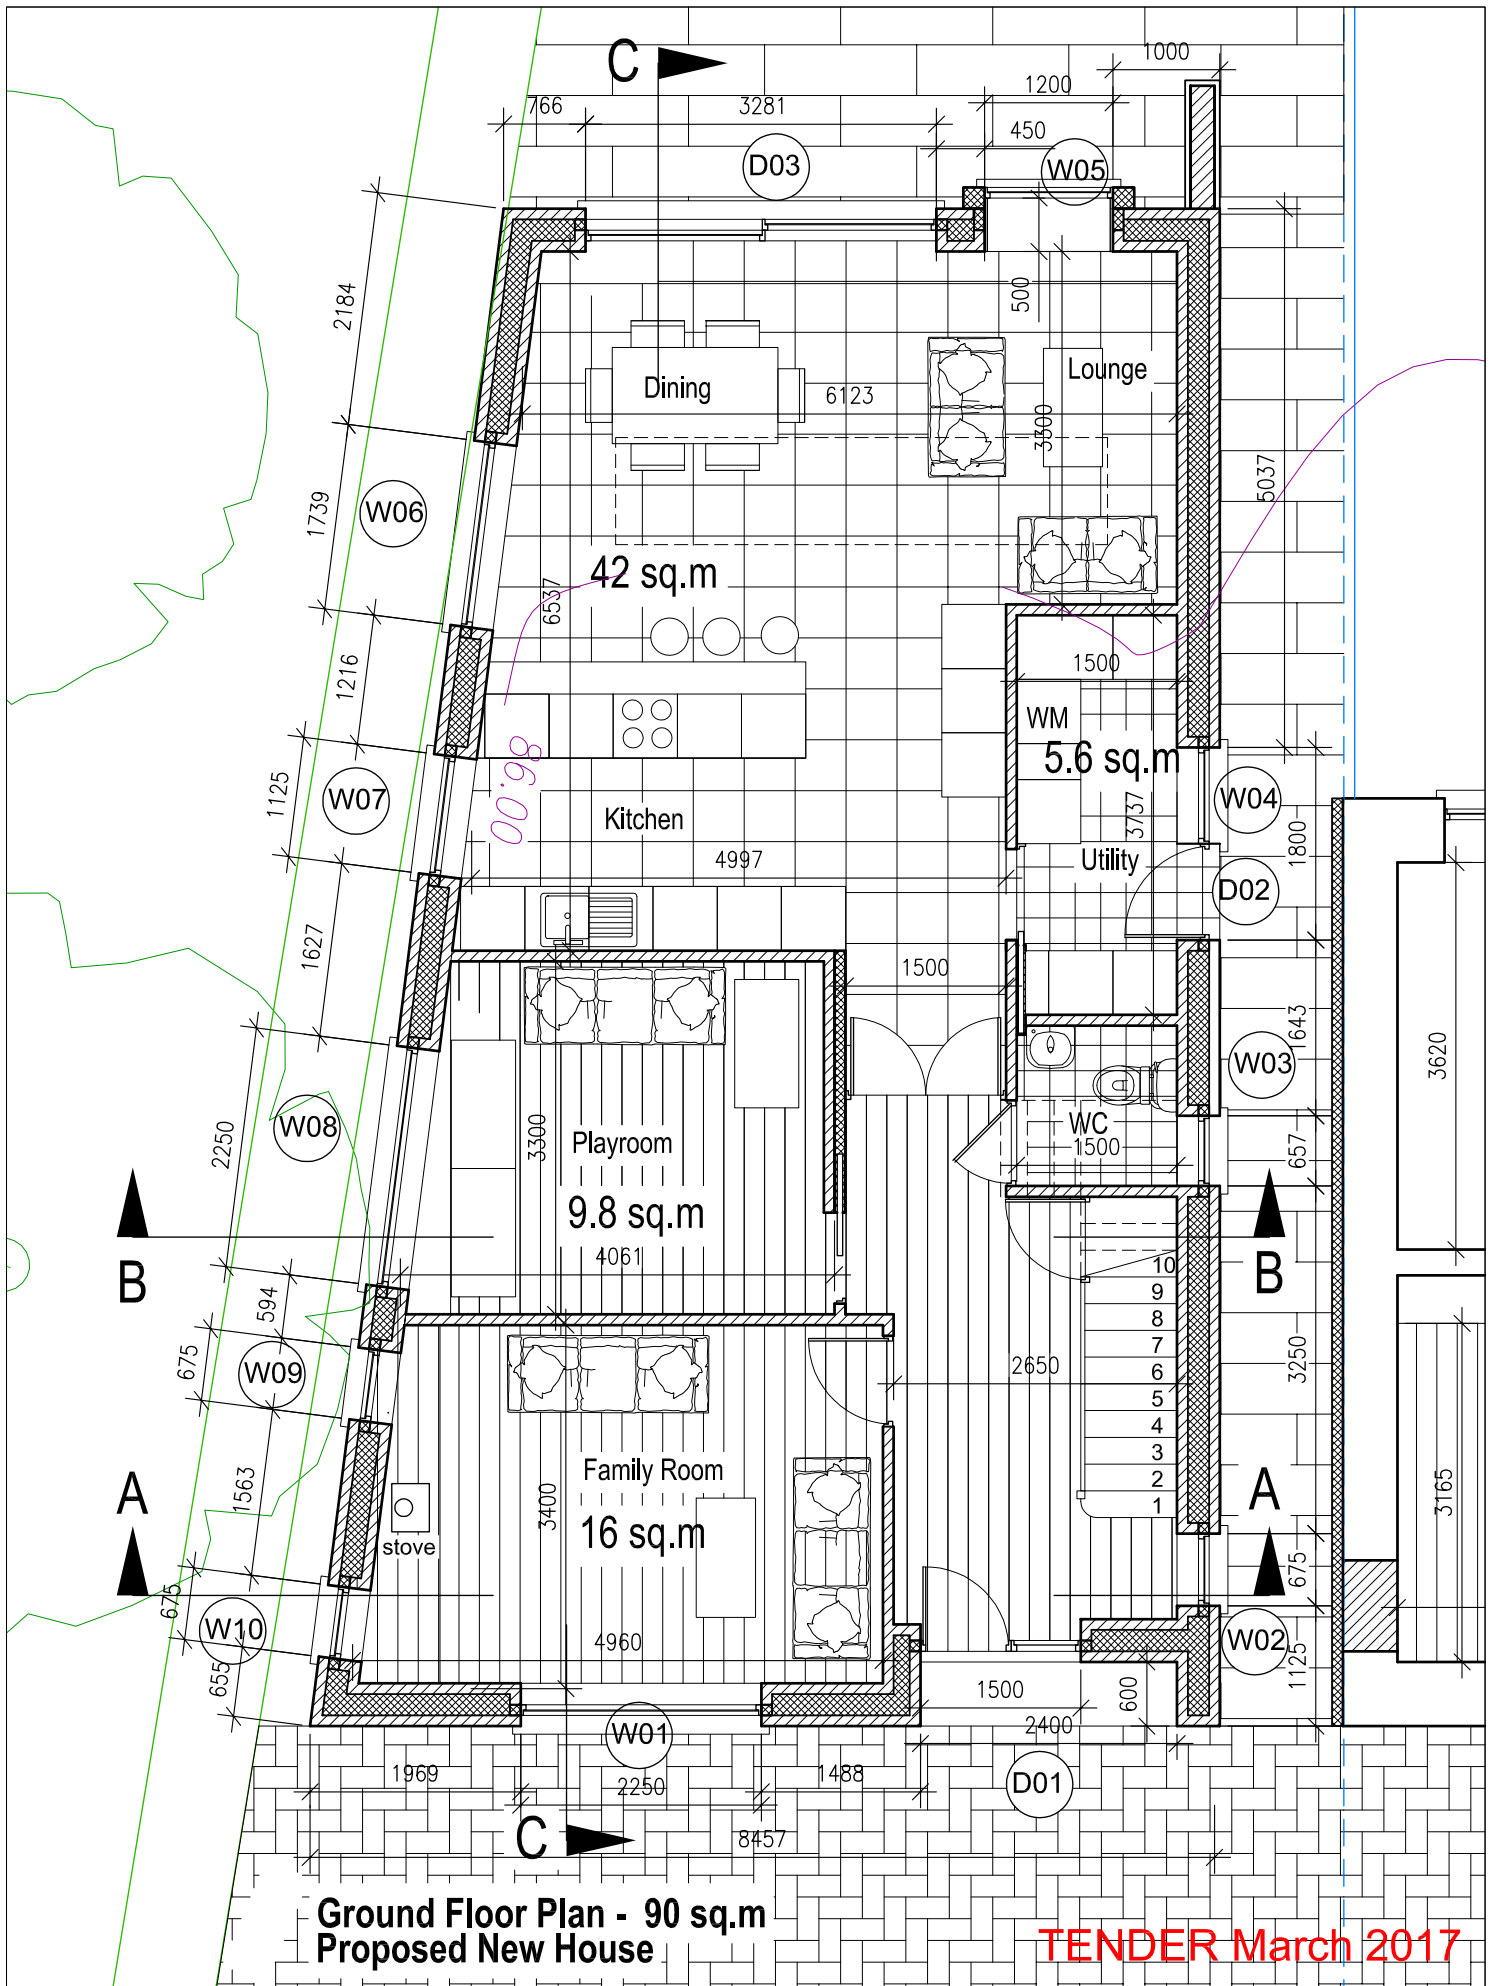 C
1000
1200
766
3281
450
D03
W05
2184
500
Dining
Lounge
6123
3300
5037
W06
1739
42 sq.m
6537
1216
1500
WM
5.6 sq.m
86.00
1125
W07
W04
Kitchen
3737
1800
4997
Utility
D02
1627
1500
1643
3620
W03
2250
W08
3300
Playroom
WC
1500
657
9.8 sq.m
B
4061
B
10
9
8
7
6
5
4
3
2
1
594
675
W09
2650
3250
Family Room
A
1563
3400
16 sq.m
A
3165
stove
675
675
W10
4960
W02
655
1125
1500
600
W01
2400
1969
2250
1488
D01
C
8457
Ground Floor Plan - 90 sq.m
Proposed New House
TENDER March 2017